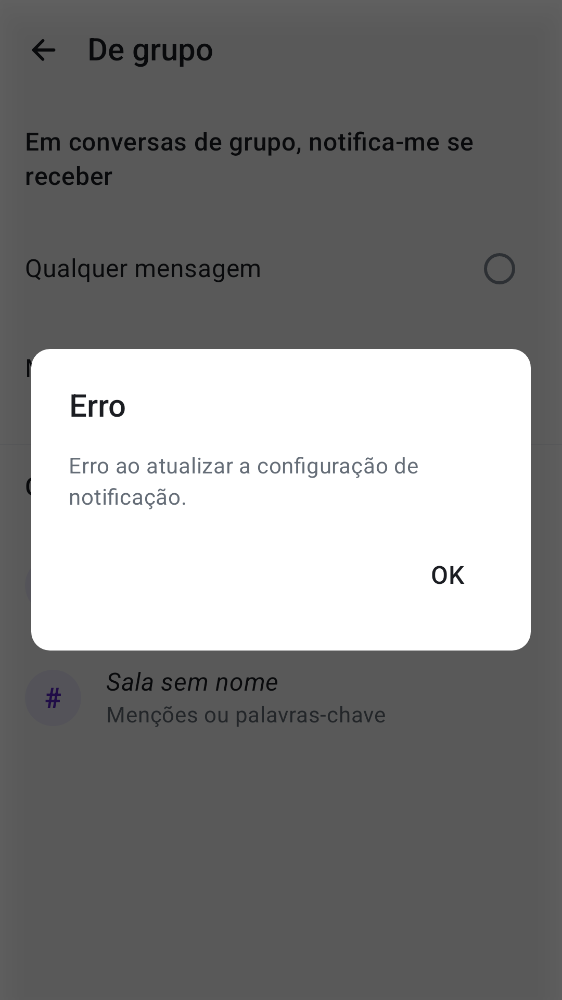 De grupo
Em conversas de grupo, notifica-me se
receber
Qualquer mensagem
Erro
Erro ao atualizar a configuração de
notificação.
OK
#
Sala sem nome
Menções ou palavras-chave